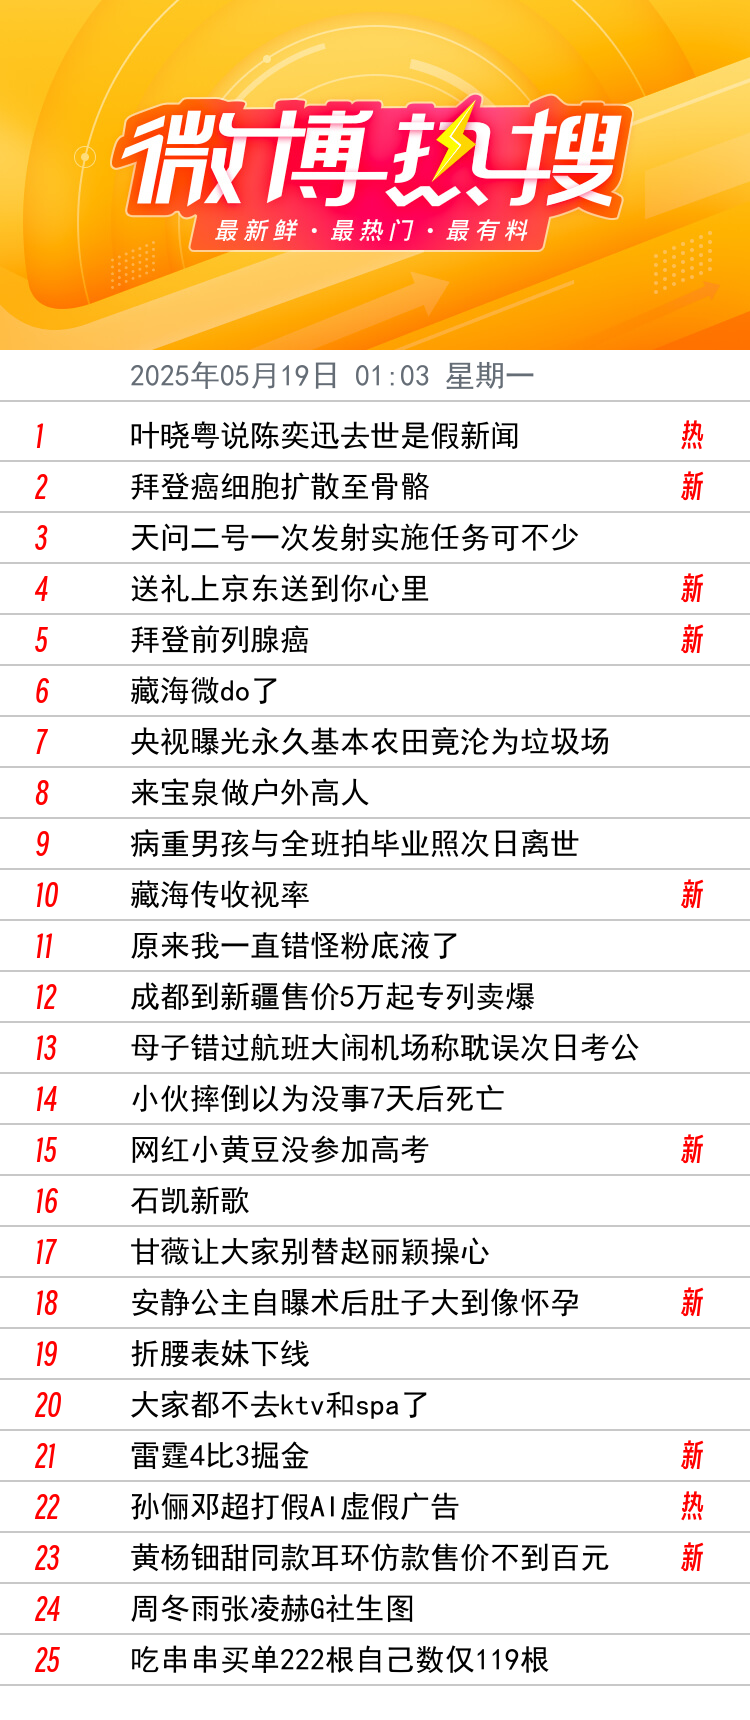 微博热搜
最新鲜·最热门·最有料
2025年05月19日 01:03 星期一
1 叶晓粤说陈奕迅去世是假新闻 热
2 拜登癌细胞扩散至骨骼 新
3 天问二号一次发射实施任务可不少
4 送礼上京东送到你心里 新
5 拜登前列腺癌 新
6 藏海微do了
7 央视曝光永久基本农田竟沦为垃圾场
8 来宝泉做户外高人
9 病重男孩与全班拍毕业照次日离世
10 藏海传收视率 新
11 原来我一直错怪粉底液了
12 成都到新疆售价5万起专列卖爆
13 母子错过航班大闹机场称耽误次日考公
14 小伙摔倒以为没事7天后死亡
15 网红小黄豆没参加高考 新
16 石凯新歌
17 甘薇让大家别替赵丽颖操心
18 安静公主自曝术后肚子大到像怀孕 新
19 折腰表妹下线
20 大家都不去ktv和spa了
21 雷霆4比3掘金 新
22 孙俪邓超打假AI虚假广告 热
23 黄杨钿甜同款耳环仿款售价不到百元 新
24 周冬雨张凌赫G社生图
25 吃串串买单222根自己数仅119根